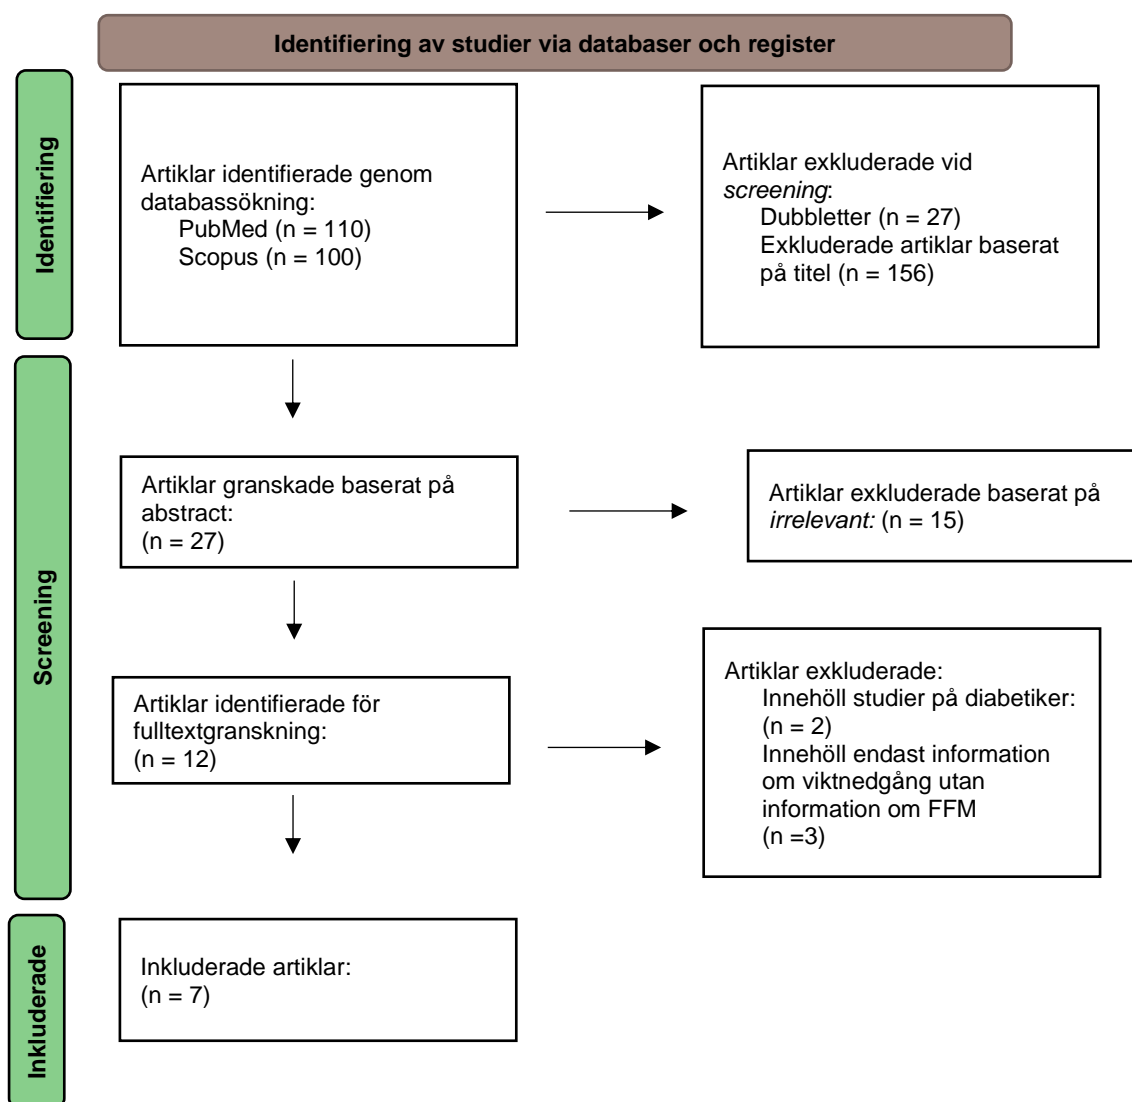 Identifiering av studier via databaser och register
Identifiering
Artiklar identifierade genom
databassökning:
PubMed (n = 110)
Scopus (n = 100)
Artiklar exkluderade vid
screening:
Dubbletter (n = 27)
Exkluderade artiklar baserat
på titel (n = 156)
Screening
Artiklar granskade baserat på
abstract:
(n = 27)
Artiklar exkluderade baserat på
irrelevant: (n = 15)
Artiklar identifierade för
fulltextgranskning:
(n = 12)
Artiklar exkluderade:
Innehöll studier på diabetiker:
(n = 2)
Innehöll endast information
om viktnedgång utan
information om FFM
(n =3)
Inkluderade
Inkluderade artiklar:
(n = 7)